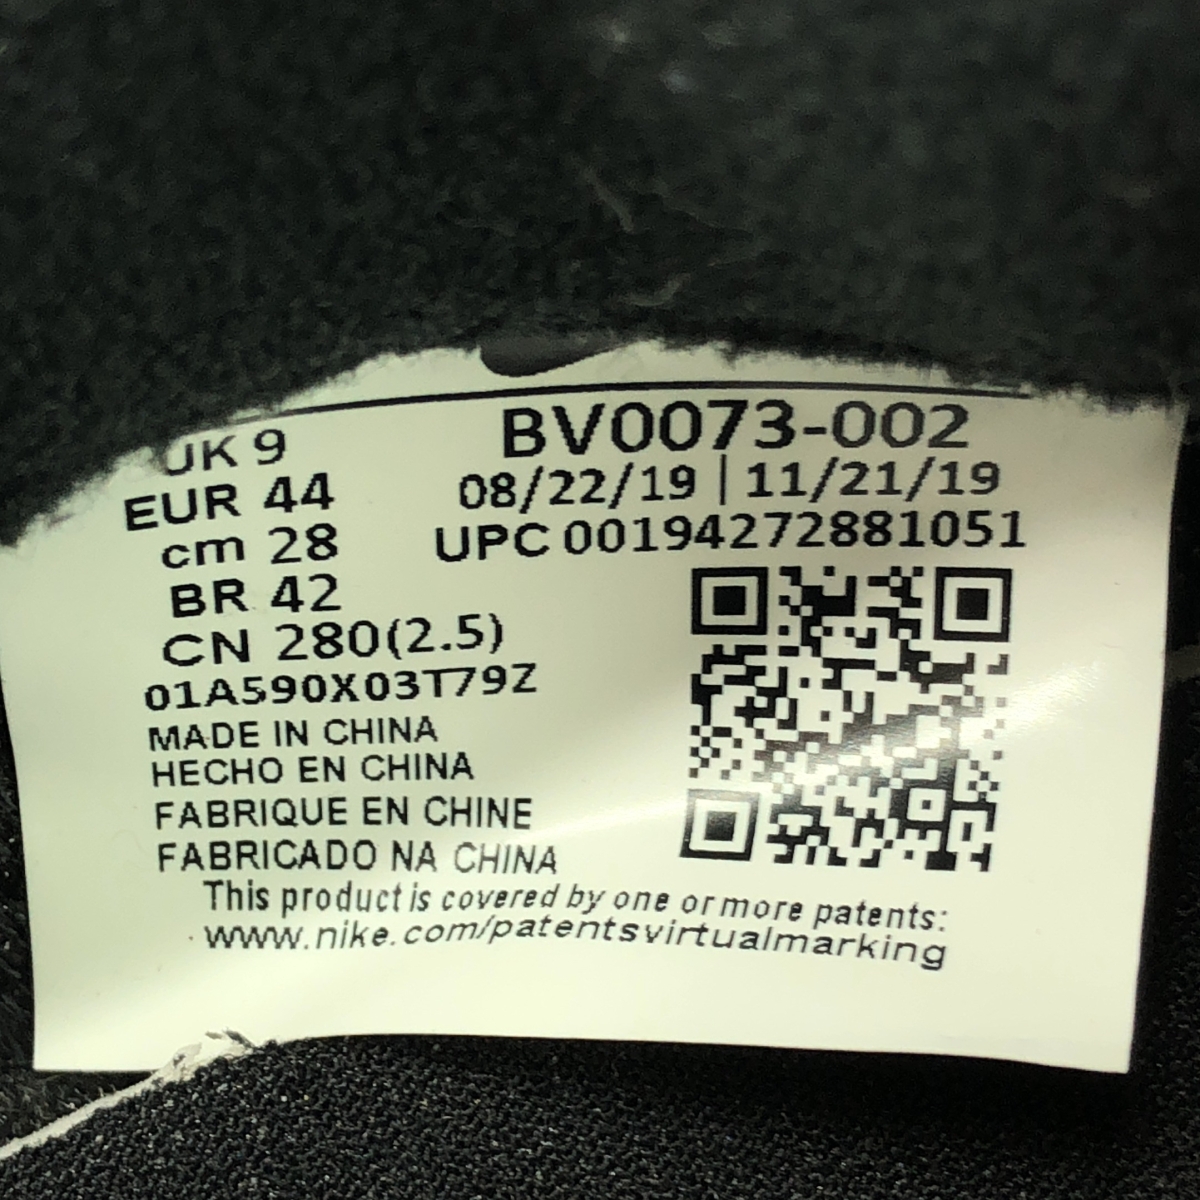 UK 9
EUR 44
cm 28
BR 42
CN 280(2.5)
01A590X03T79Z
BV0073-002
08/22/19 | 11/21/19
UPC 00194272881051
MADE IN CHINA
HECHO EN CHINA
FABRIQUE EN CHINE
FABRICADO NA CHINA
This product is covered by one or more patents:
www.nike.com/patentsvirtualmarking